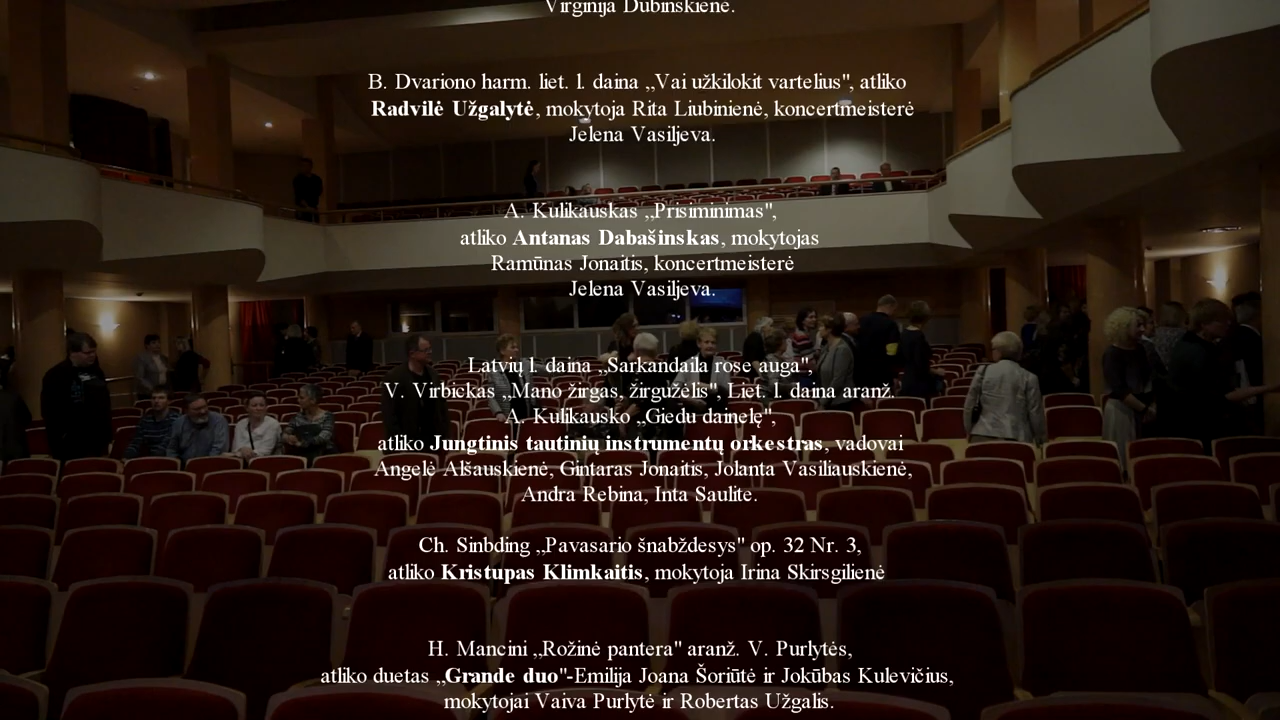 Virginija Dubinskienė.
B. Dvariono harm. liet. l. daina ,,Vai užkilokit vartelius", atliko
Radvilė Užgalytė, mokytoja Rita Liubinienė, koncertmeisterė
Jelena Vasiljeva.
A. Kulikauskas ,,Prisiminimas",
atliko Antanas Dabašinskas, mokytojas
Ramūnas Jonaitis, koncertmeisterė
Jelena Vasiljeva.
Latvių l. daina ,,Sarkandaila rose auga",
V. Virbickas ,,Mano žirgas, žirgužėlis", Liet. l. daina aranž.
A. Kulikausko ,,Giedu dainelę",
atliko Jungtinis tautinių instrumentų orkestras, vadovai
Angelė Alšauskienė, Gintaras Jonaitis, Jolanta Vasiliauskienė,
Andra Rebina, Inta Saulite.
Ch. Sinbding ,,Pavasario šnabždesys" op. 32 Nr. 3,
atliko Kristupas Klimkaitis, mokytoja Irina Skirsgilienė
H. Mancini ,,Rožinė pantera" aranž. V. Purlytės,
atliko duetas ,,Grande duo"-Emilija Joana Šoriūtė ir Jokūbas Kulevičius,
mokytojai Vaiva Purlytė ir Robertas Užgalis.